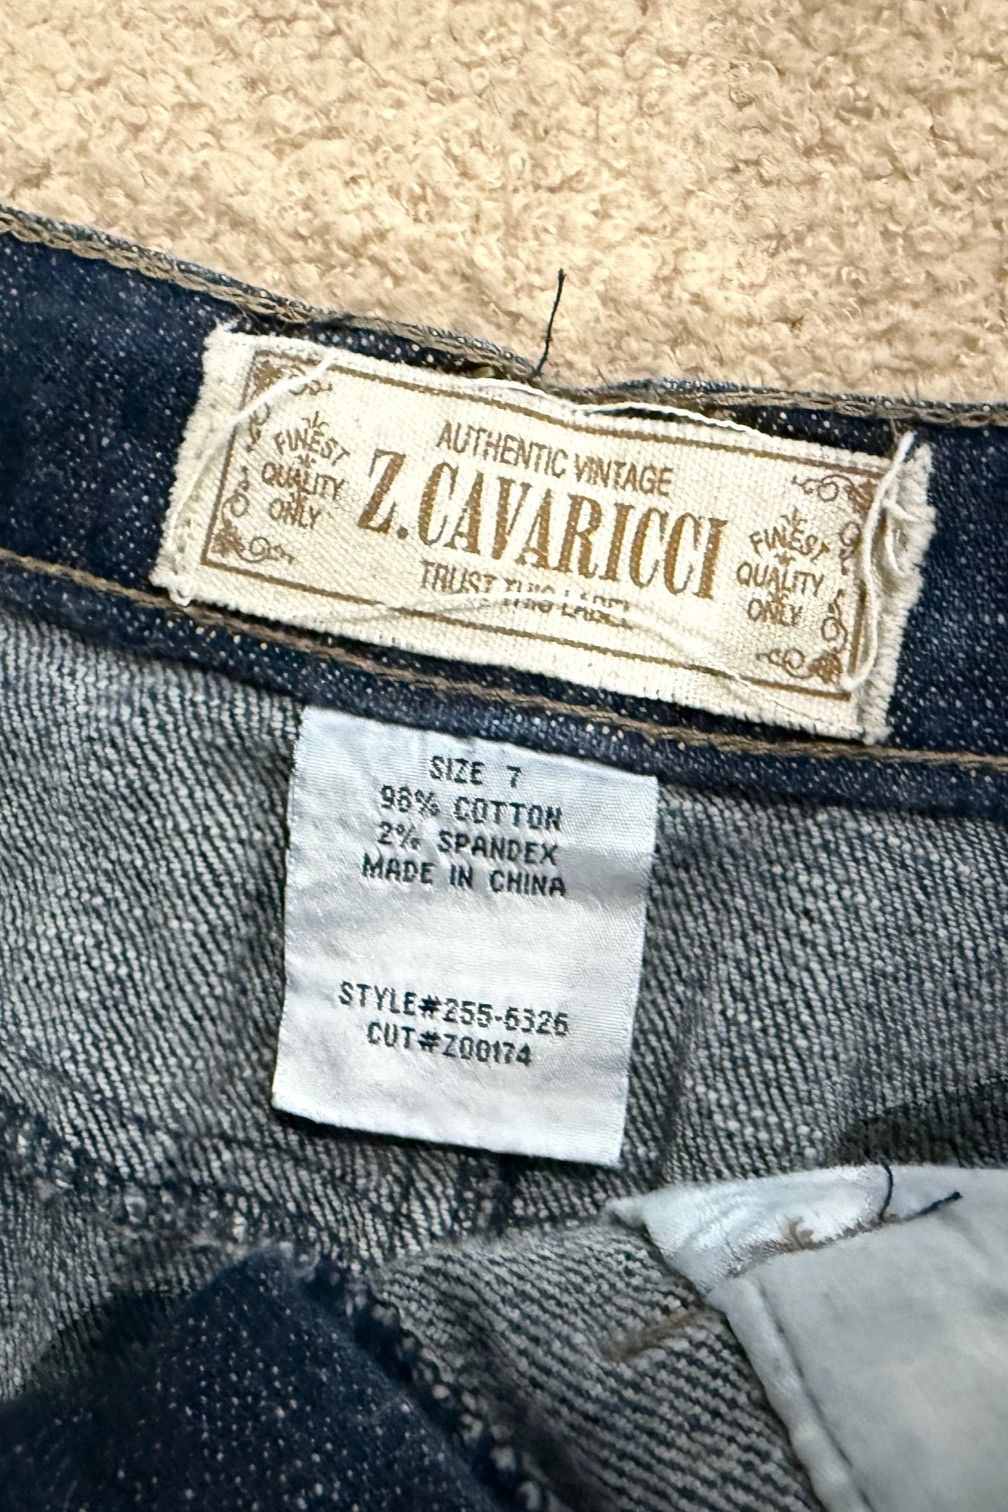 AUTHENTIC VINTAGE
FINEST
QUALITY
ONLY
Z.CAVARICCI
FINEST
QUALITY
ONLY
TRUST THIS LABEL
SIZE 7
98% COTTON
2% SPANDEX
MADE IN CHINA
STYLE#255-6326
CUT#Z00174